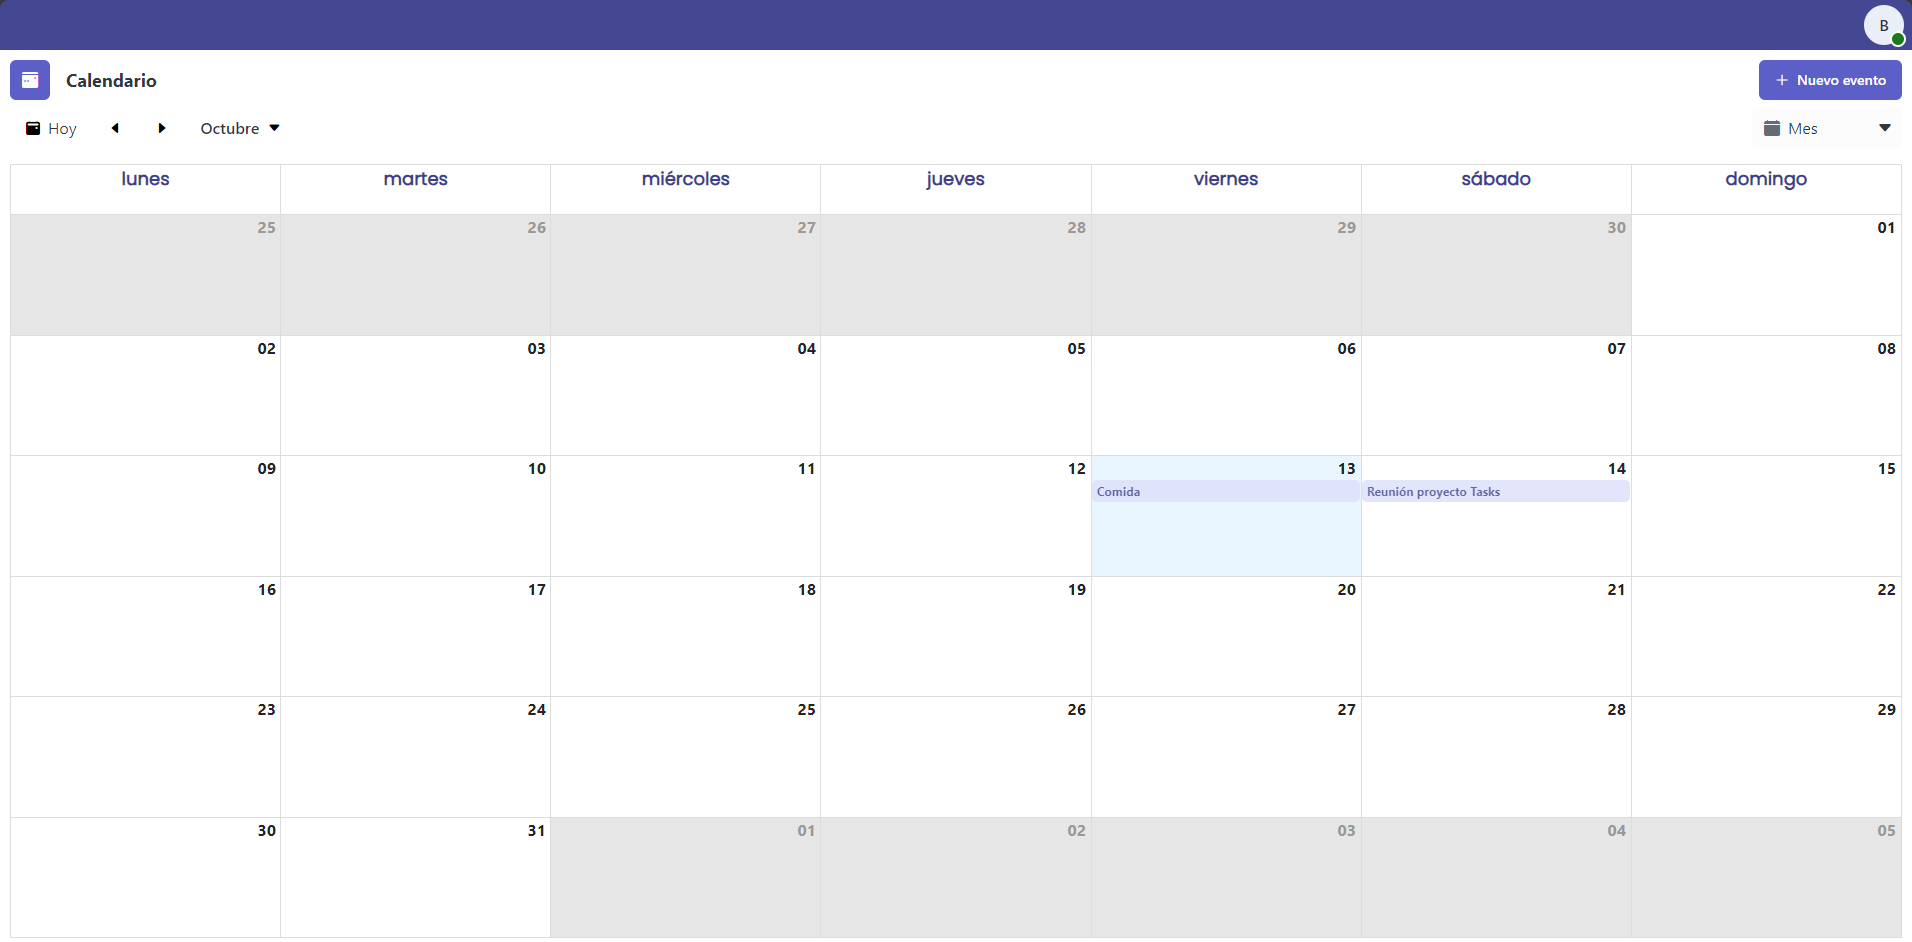 B
Calendario
+ Nuevo evento
Hoy Octubre Mes
lunes martes miércoles jueves viernes sábado domingo
25 26 27 28 29 30 01
02 03 04 05 06 07 08
09 10 11 12 13 14 15
Comida Reunión proyecto Tasks
16 17 18 19 20 21 22
23 24 25 26 27 28 29
30 31 01 02 03 04 05